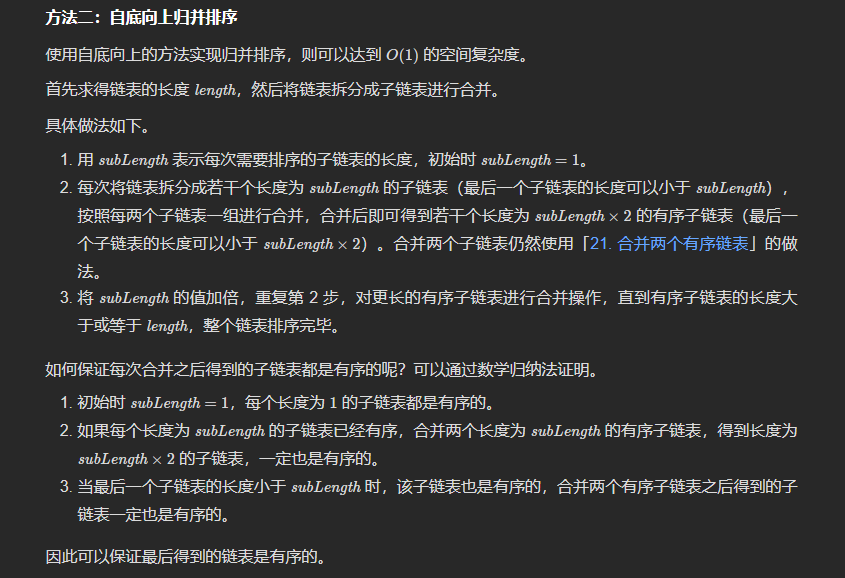 方法二：自底向上归并排序
使用自底向上的方法实现归并排序，则可以达到 O(1) 的空间复杂度。
首先求得链表的长度 length，然后将链表拆分成子链表进行合并。
具体做法如下。
1. 用 subLength 表示每次需要排序的子链表的长度，初始时 subLength = 1。
2. 每次将链表拆分成若干个长度为 subLength 的子链表（最后一个子链表的长度可以小于 subLength），
按照每两个子链表一组进行合并，合并后即可得到若干个长度为 subLength × 2 的有序子链表（最后一
个子链表的长度可以小于 subLength × 2）。合并两个子链表仍然使用「21. 合并两个有序链表」的做
法。
3. 将 subLength 的值加倍，重复第 2 步，对更长的有序子链表进行合并操作，直到有序子链表的长度大
于或等于 length，整个链表排序完毕。
如何保证每次合并之后得到的子链表都是有序的呢？可以通过数学归纳法证明。
1. 初始时 subLength = 1，每个长度为 1 的子链表都是有序的。
2. 如果每个长度为 subLength 的子链表已经有序，合并两个长度为 subLength 的有序子链表，得到长度为
subLength × 2 的子链表，一定也是有序的。
3. 当最后一个子链表的长度小于 subLength 时，该子链表也是有序的，合并两个有序子链表之后得到的子
链表一定也是有序的。
因此可以保证最后得到的链表是有序的。